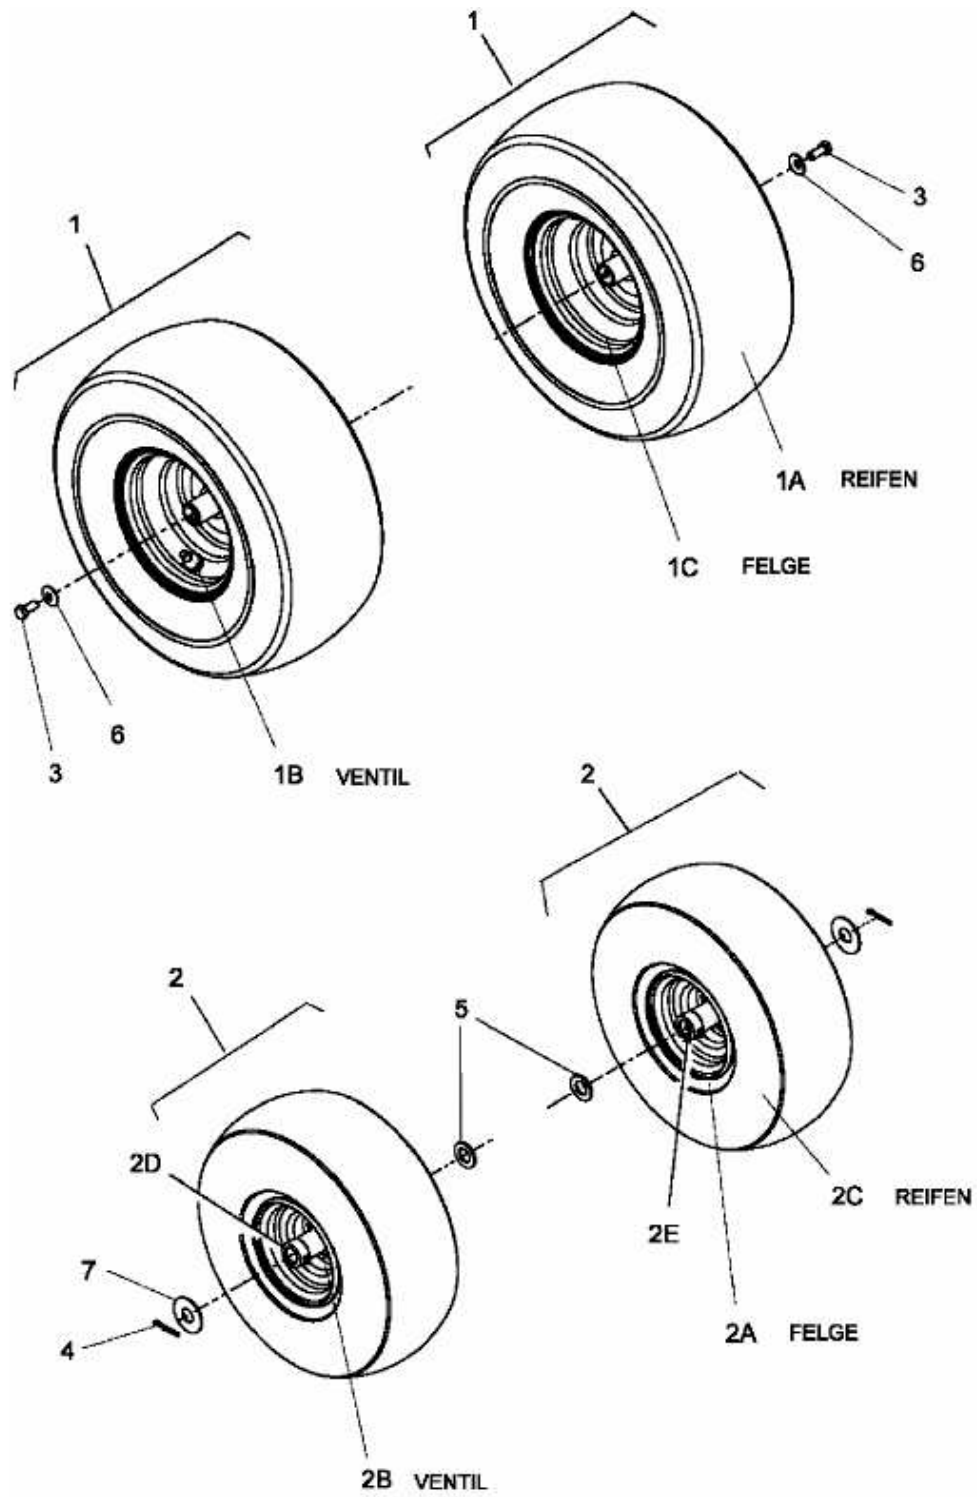 1
3
6
1
1A REIFEN
1C FELGE
6
3
1B VENTIL
2
2
5
2D
2C REIFEN
2E
7
2A FELGE
4
2B VENTIL